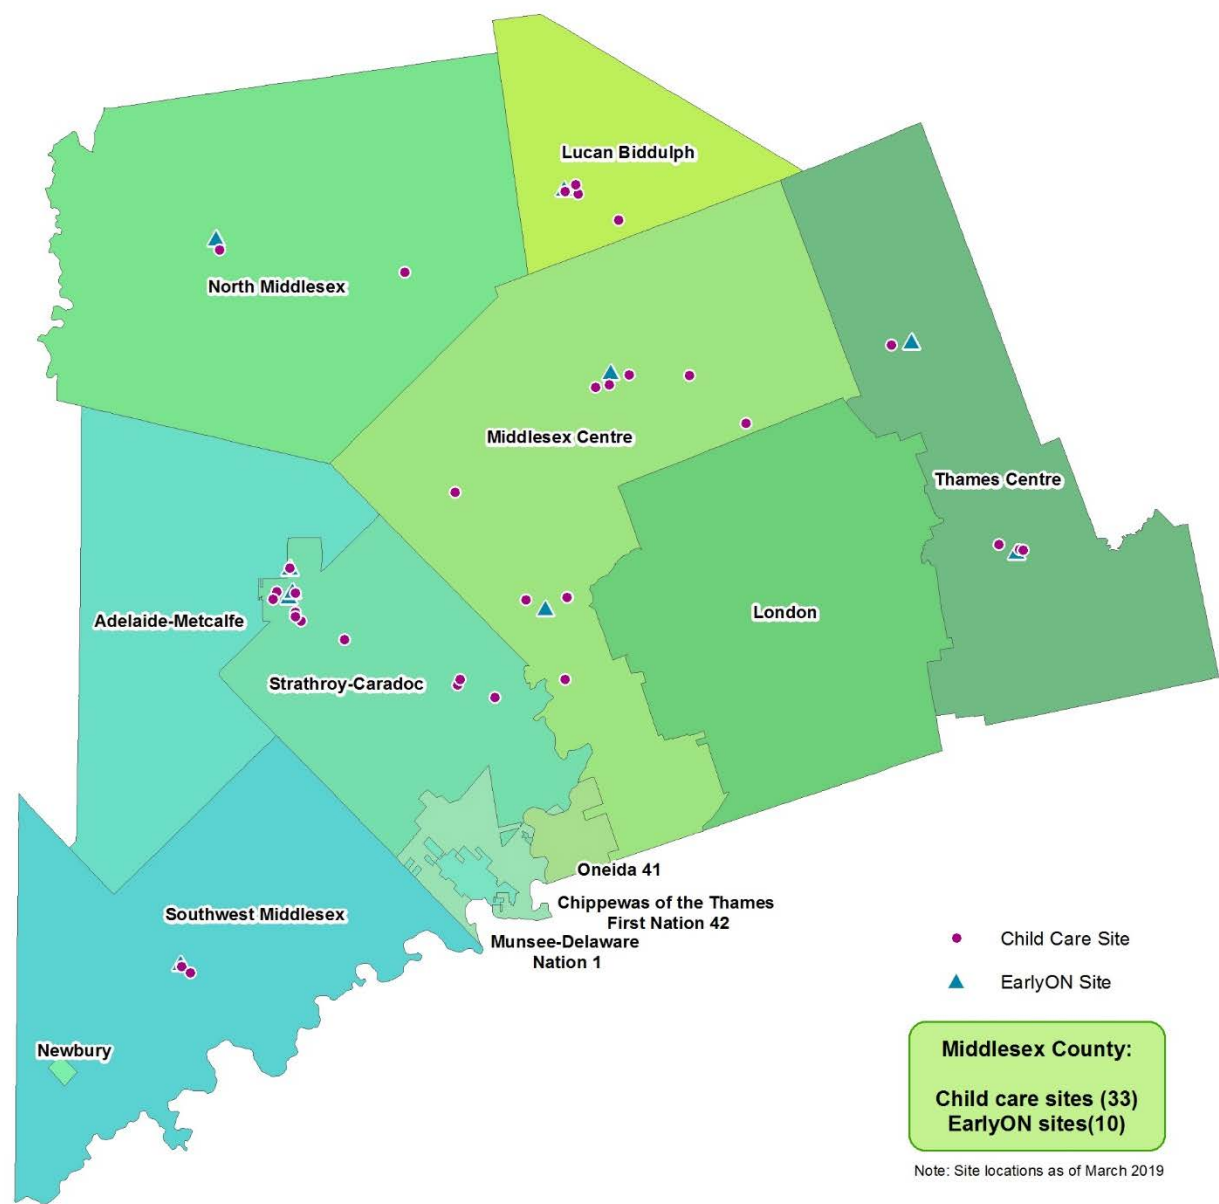 Lucan Biddulph
North Middlesex
Middlesex Centre
Thames Centre
Adelaide-Metcalfe
London
Strathroy-Caradoc
Oneida 41
Chippewas of the Thames
First Nation 42
Southwest Middlesex
Munsee-Delaware
Nation 1
Newbury
Child Care Site
EarlyON Site
Middlesex County:
Child care sites (33)
EarlyON sites(10)
Note: Site locations as of March 2019